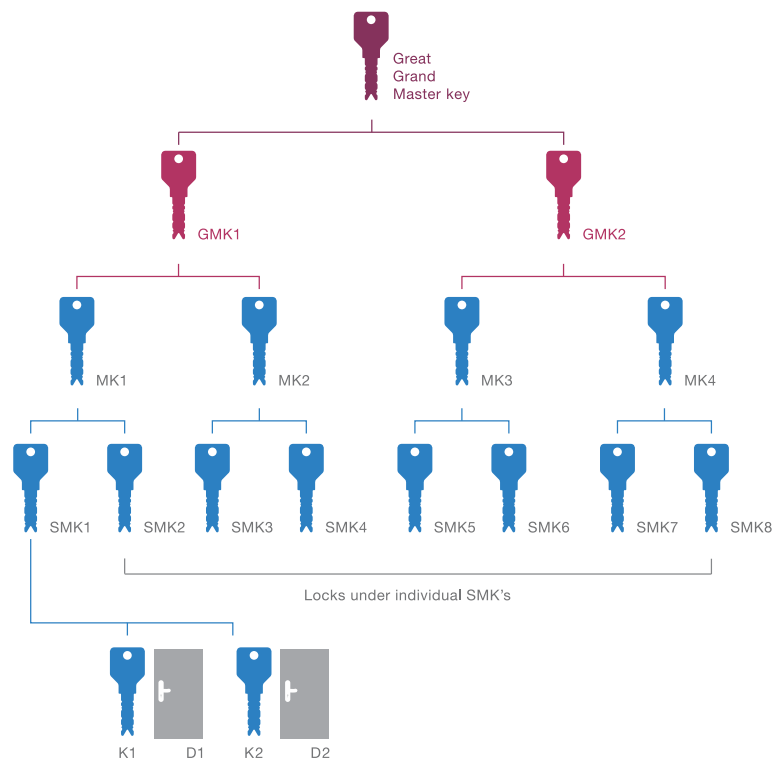 Great
Grand
Master key
GMK1
GMK2
MK1
MK2
MK3
MK4
SMK1
SMK2
SMK3
SMK4
SMK5
SMK6
SMK7
SMK8
Locks under individual SMK's
K1
D1
K2
D2